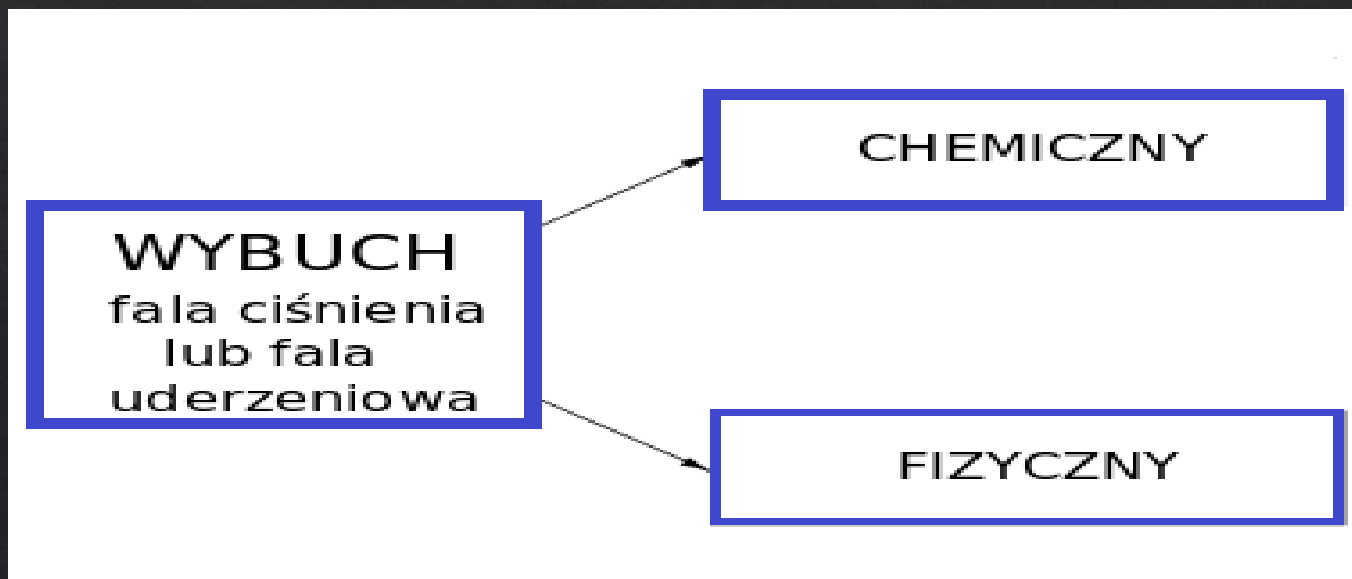 WYBUCH
fala ciśnienia
lub fala
uderzeniowa
CHEMICZNY
FIZYCZNY